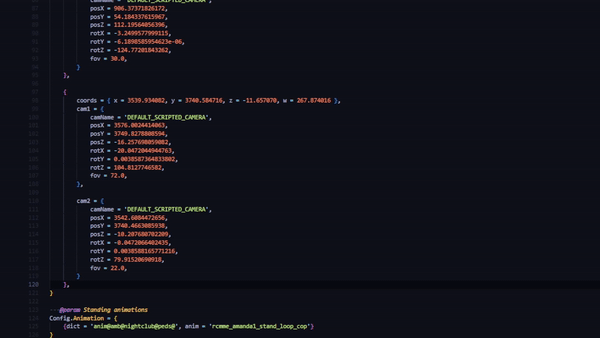 camName = 'DEFAULT_SCRIPTED_CAMERA',
posX = 906.37371826172,
posY = 54.184337615967,
posZ = 112.19564056396,
rotX = -3.2499577999115,
rotY = -6.1898585954623e-06,
rotZ = -124.77201843262,
fov = 30.0,
}
},
{
coords = { x = 3539.934082, y = 3740.584716, z = -11.657070, w = 267.874016 },
cam1 = {
camName = 'DEFAULT_SCRIPTED_CAMERA',
posX = 3576.0024414063,
posY = 3749.8278808594,
posZ = -16.257698059082,
rotX = -20.0472044944763,
rotY = 0.0038587364833802,
rotZ = 104.8127746582,
fov = 72.0,
},
cam2 = {
camName = 'DEFAULT_SCRIPTED_CAMERA',
posX = 3542.6084472656,
posY = 3740.4663085938,
posZ = -10.207680702209,
rotX = -0.0472066402435,
rotY = 0.0038588165771216,
rotZ = 79.91520690918,
fov = 22.0,
}
120 },
}
@param Standing animations
Config.Animation = {
{dict = 'anim@amb@nightclub@peds@', anim = 'rcmme_amanda1_stand_loop_cop'}
}